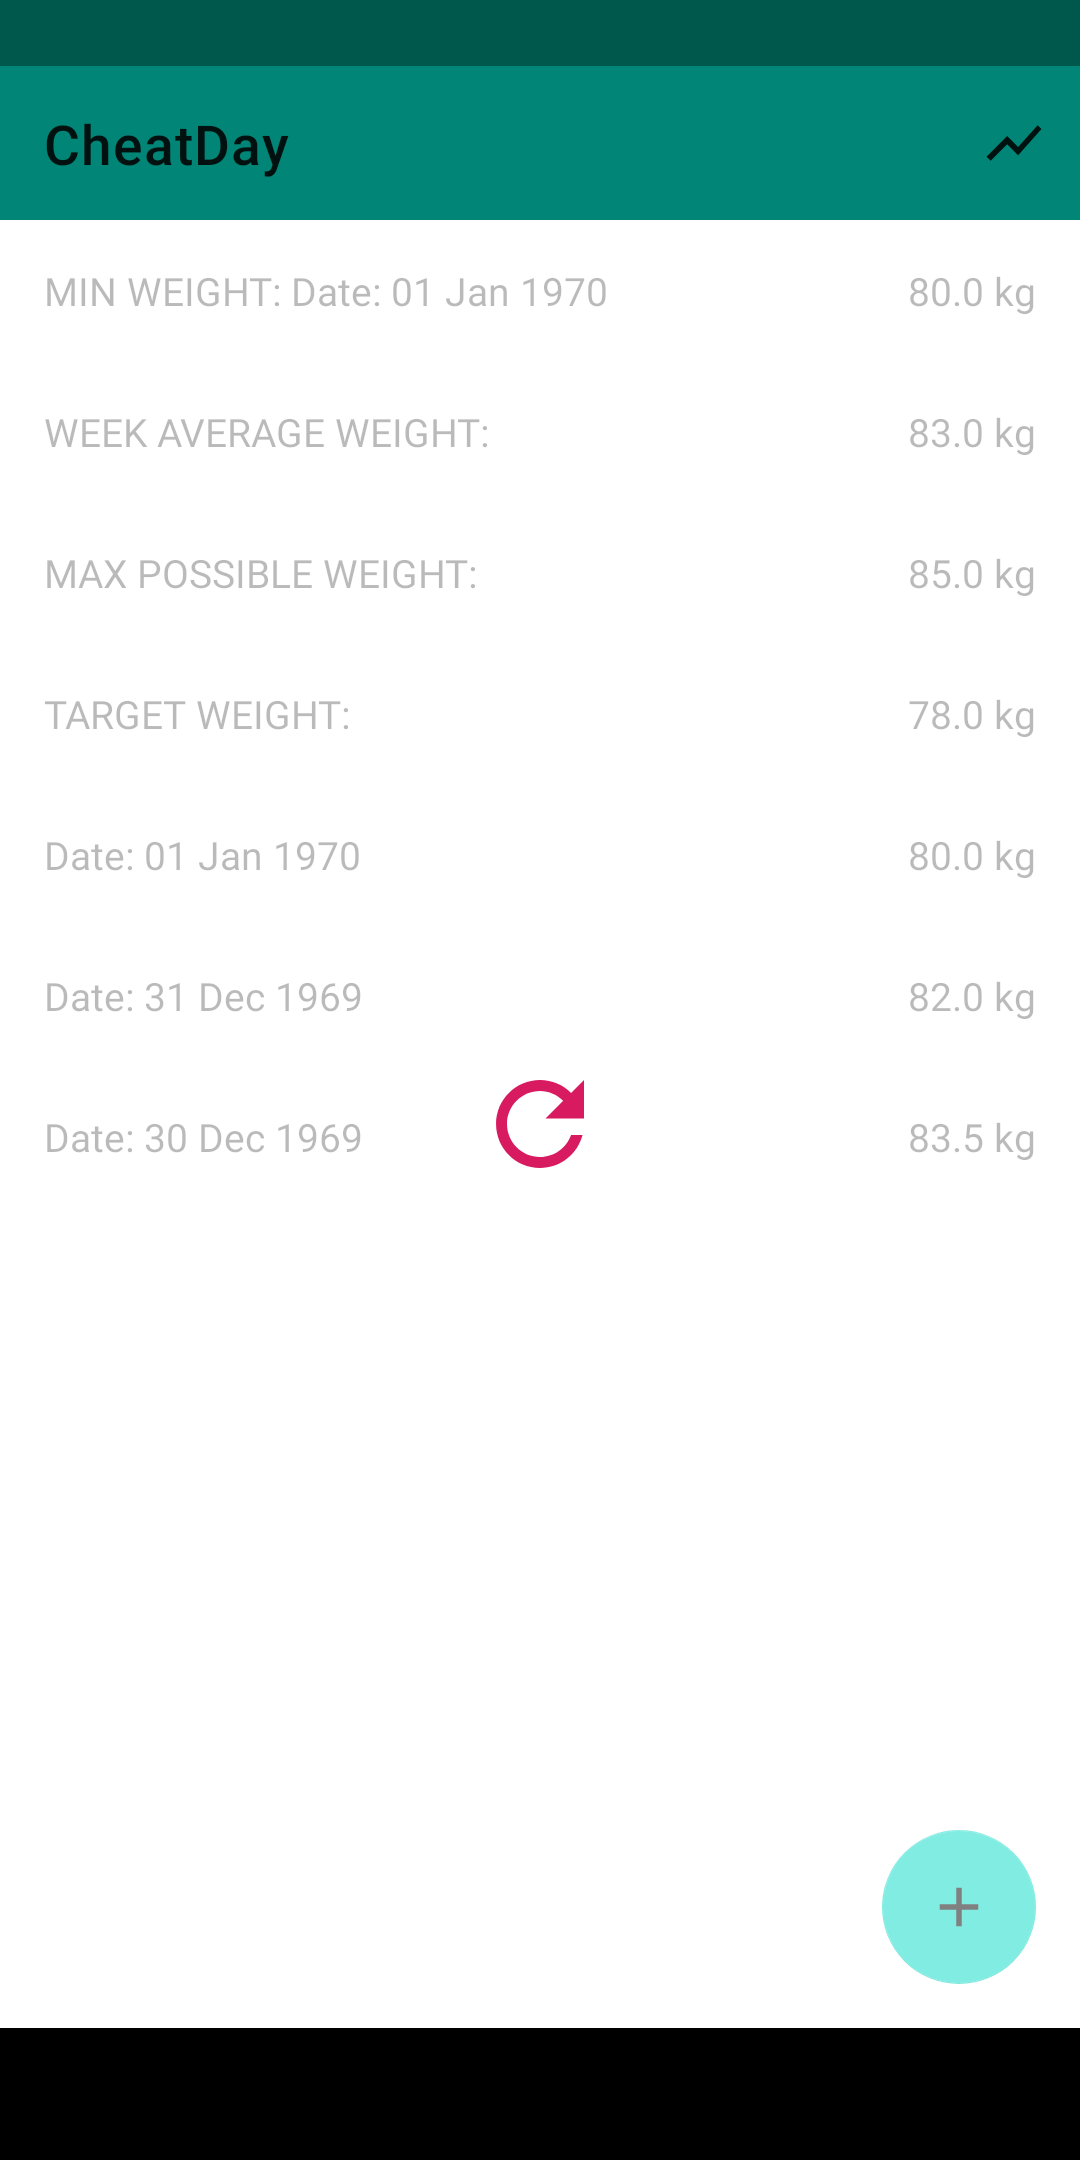 CheatDay
MIN WEIGHT: Date: 01 Jan 1970 80.0 kg
WEEK AVERAGE WEIGHT: 83.0 kg
MAX POSSIBLE WEIGHT: 85.0 kg
TARGET WEIGHT: 78.0 kg
Date: 01 Jan 1970 80.0 kg
Date: 31 Dec 1969 82.0 kg
Date: 30 Dec 1969 83.5 kg